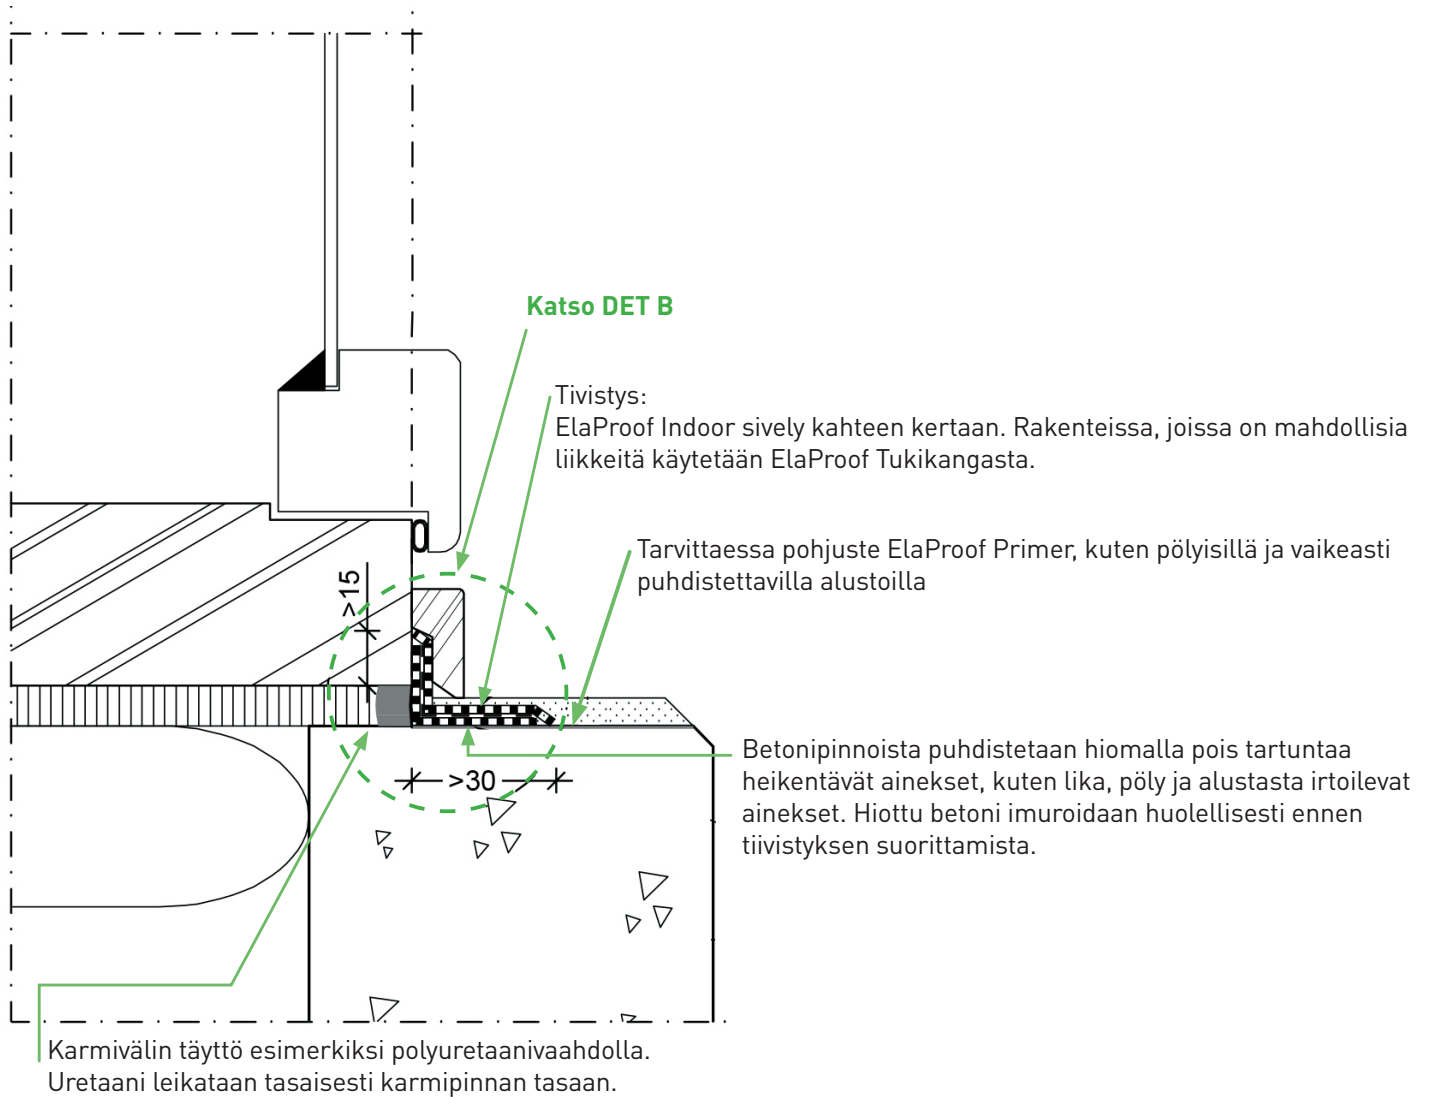 Katso DET B
Tivistys:
ElaProof Indoor sively kahteen kertaan. Rakenteissa, joissa on mahdollisia
liikkeitä käytetään ElaProof Tukikangasta.
Tarvittaessa pohjuste ElaProof Primer, kuten pölyisillä ja vaikeasti
puhdistettavilla alustoilla
>15
>30
Betonipinnoista puhdistetaan hiomalla pois tartuntaa
heikentävät ainekset, kuten lika, pöly ja alustasta irtoilevat
ainekset. Hiottu betoni imuroidaan huolellisesti ennen
tiivistyksen suorittamista.
Karmivälin täyttö esimerkiksi polyuretaanivaahdolla.
Uretaani leikataan tasaisesti karmipinnan tasaan.